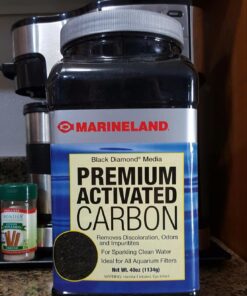 MARINELAND
Black Diamond® Media
PREMIUM
ACTIVATED
CARBON
Removes Discoloration, Odors
and Impurities
For Sparkling Clean Water
Ideal for All Aquarium Filters
Net Wt. 40oz (1134g)